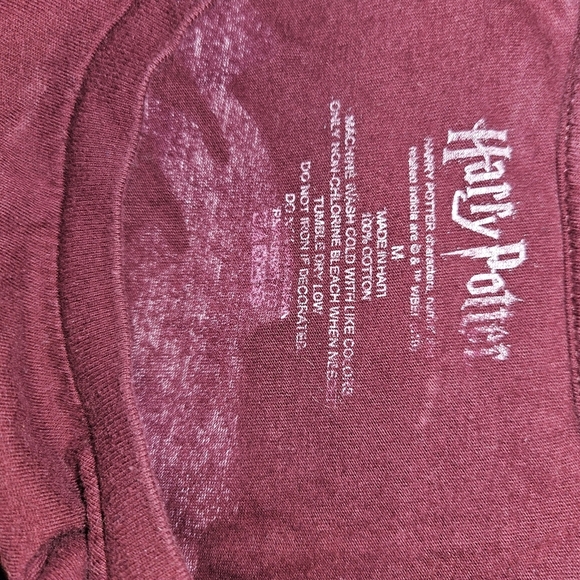 Harry Potter
HARRY POTTER characters, names
related indicia are © & ™ WBEI
M
MADE IN HAITI
100% COTTON
MACHINE WASH COLD WITH LIKE COLORS
ONLY NON-CHLORINE BLEACH WHEN
TUMBLE DRY LOW
DO NOT IRON IF DECORATED
DO